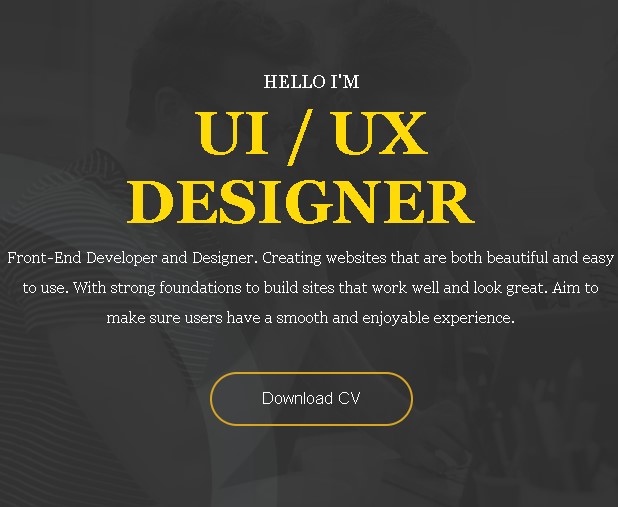 HELLO I'M
UI / UX
DESIGNER
Front-End Developer and Designer. Creating websites that are both beautiful and easy
to use. With strong foundations to build sites that work well and look great. Aim to
make sure users have a smooth and enjoyable experience.
Download CV